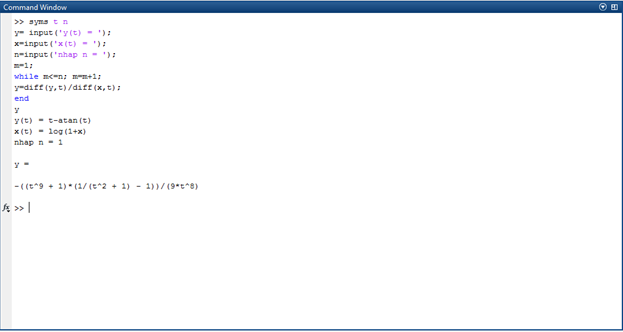 Command Window
>> syms t n
y= input('y(t) = ');
x=input('x(t) = ');
n=input('nhap n = ');
m=1;
while m<=n; m=m+1;
y=diff(y,t)/diff(x,t);
end
y
y(t) = t-atan(t)
x(t) = log(1+x)
nhap n = 1
y =
-((t^9 + 1)*(1/(t^2 + 1) - 1))/(9*t^8)
fx >>